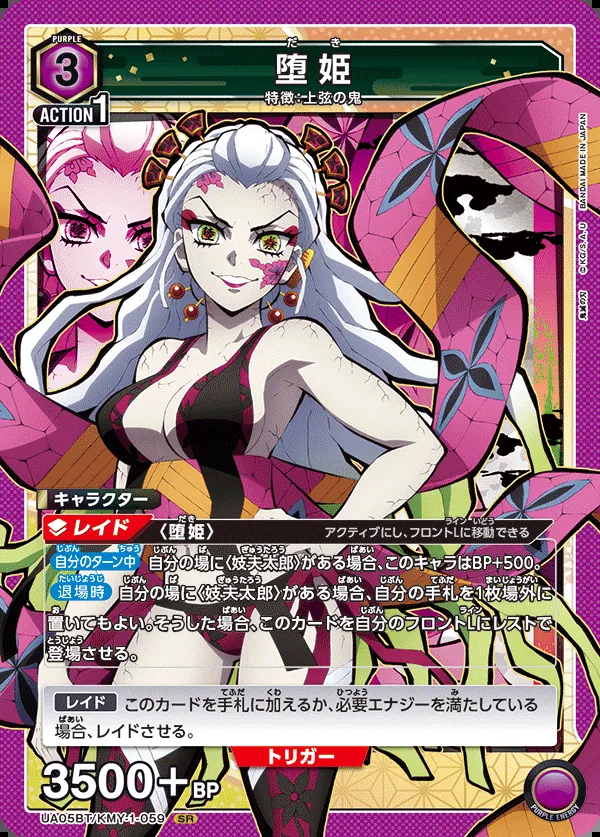 PURPLE
3
ACTION1
だき
堕姫
特徴:上弦の鬼
BANDAI MADE IN JAPAN
©KG/S,A,U
鬼滅の刃
キャラクター
レイド 〈堕姫〉 アクティブにし、フロントLに移動できる
自分のターン中 自分の場に〈妓夫太郎〉がある場合、このキャラはBP+500。
退場時 自分の場に〈妓夫太郎〉がある場合、自分の手札を1枚場外に
置いてもよい。そうした場合、このカードを自分のフロントLにレストで
登場させる。
レイド このカードを手札に加えるか、必要エナジーを満たしている
場合、レイドさせる。
トリガー
3500+BP
PURPLE ENERGY
UA05BT/KMY-1-059 SR